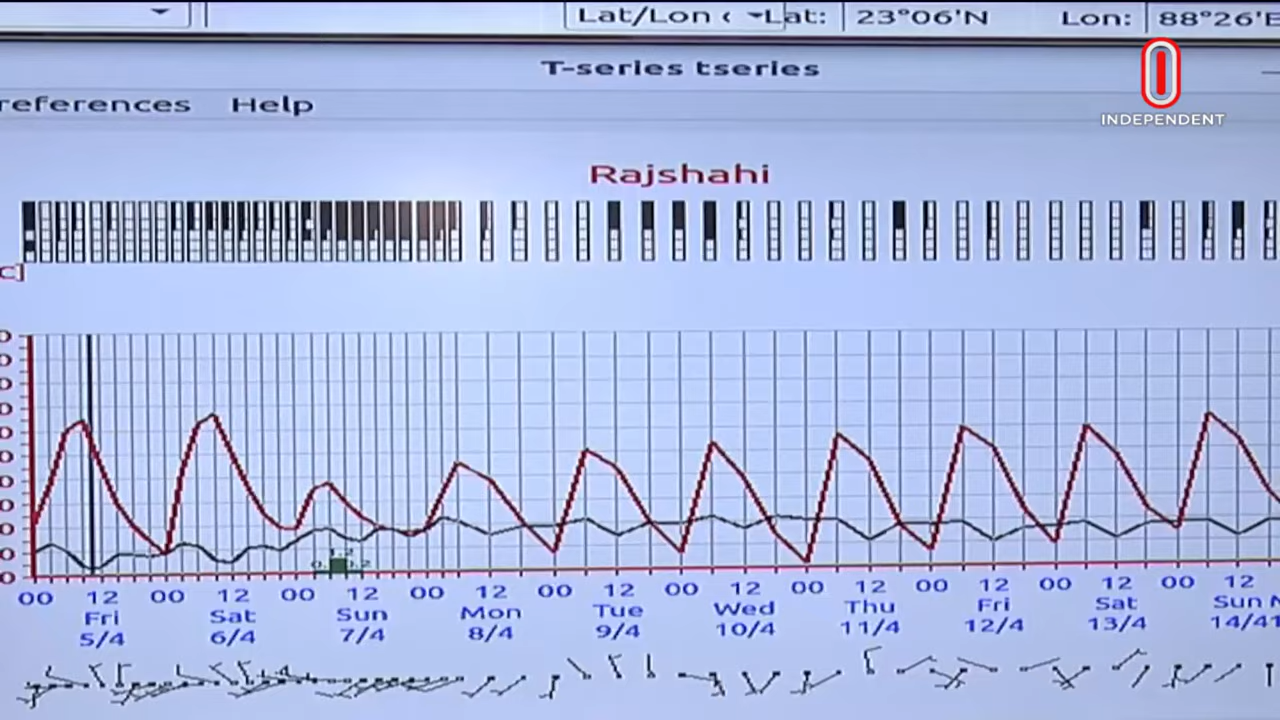 Lat/Lon Lat: 23°06'N Lon: 88°26'E
T-series tseries
references Help
INDEPENDENT
Rajshahi
C]
00 12 00 12 00 12 00 12 00 12 00 12 00 12 00 12 00 12 00 12
Fri Sat Sun Mon Tue Wed Thu Fri Sat Sun
5/4 6/4 7/4 8/4 9/4 10/4 11/4 12/4 13/4 14/4